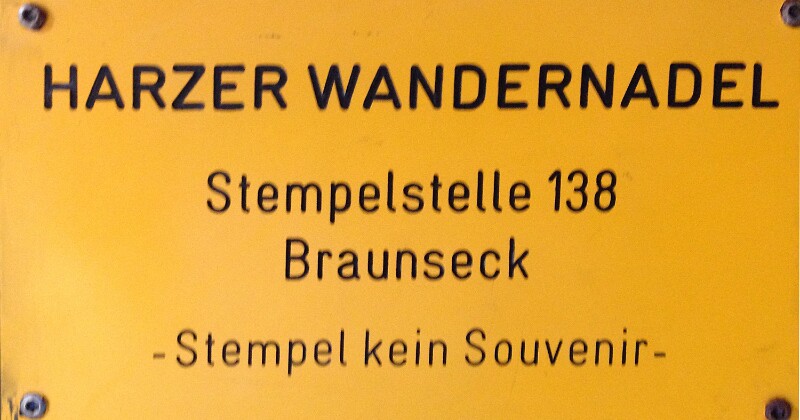 HARZER WANDERNADEL
Stempelstelle 138
Braunseck
-Stempel kein Souvenir-